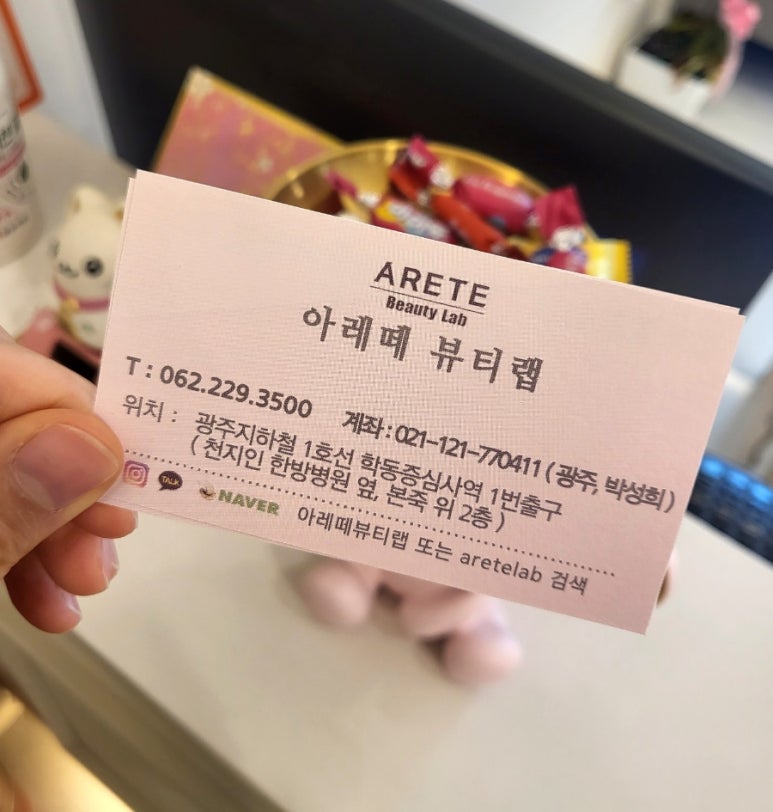 ARETE
Beauty Lab
아레떼 뷰티랩
T : 062.229.3500
계좌 : 021-121-770411 ( 광주, 박성희 )
위치 : 광주지하철 1호선 학동증심사역 1번출구
( 천지인 한방병원 옆, 본죽 위 2층 )
TALK
NAVER
아레떼뷰티랩 또는 aretelab 검색